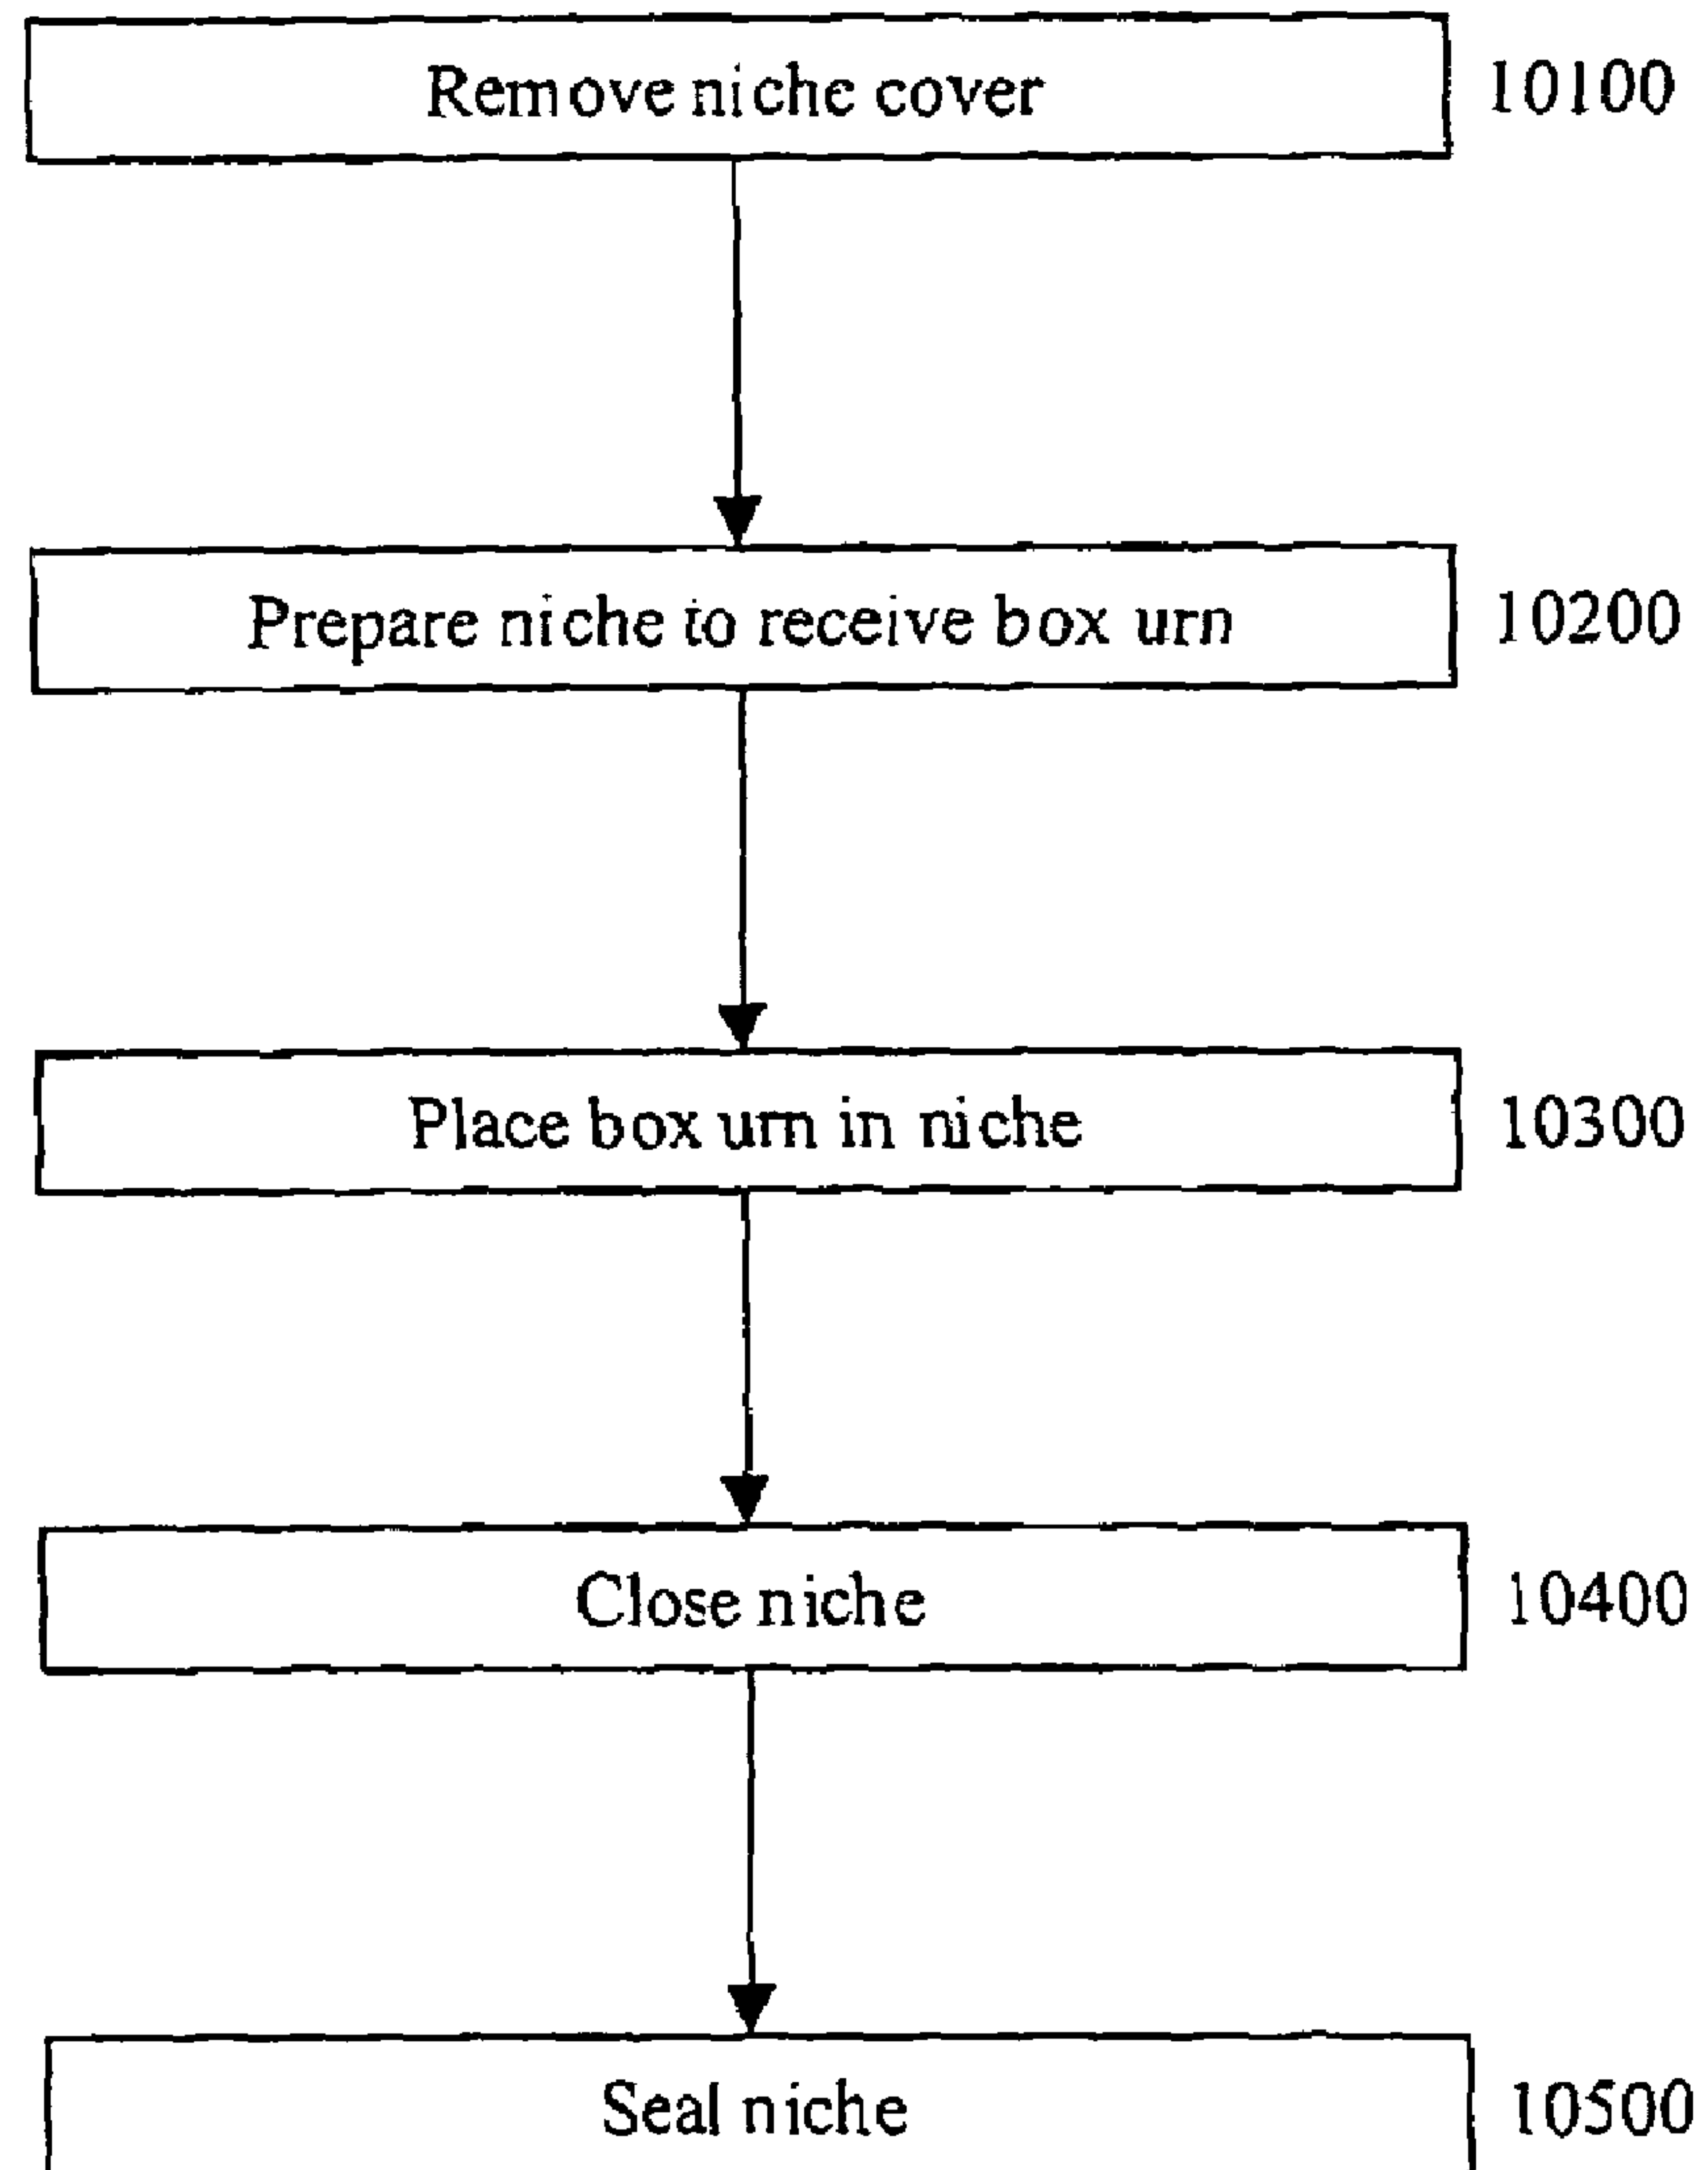 Remove niche cover 10100
Prepare niche to receive box urn 10200
Place box urn in niche 10300
Close niche 10400
Seal niche 10500